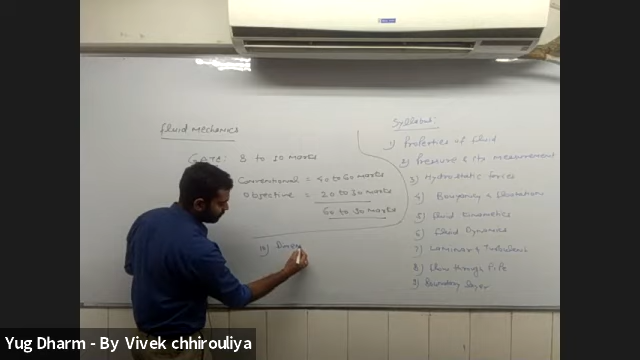 Fluid Mechanics
GATE: 8 to 10 marks
Conventional = 40 to 60 marks
Objective = 20 to 30 marks
60 to 90 marks
10) Dimen
Syllabus:
1) Properties of fluid
2) Pressure & its measurement
3) Hydrostatic forces
4) Buoyancy & floatation
5) Fluid Kinematics
6) Fluid Dynamics
7) Laminar & Turbulent
8) Flow through Pipe
9) Boundary layer
Yug Dharm - By Vivek chhirouliya